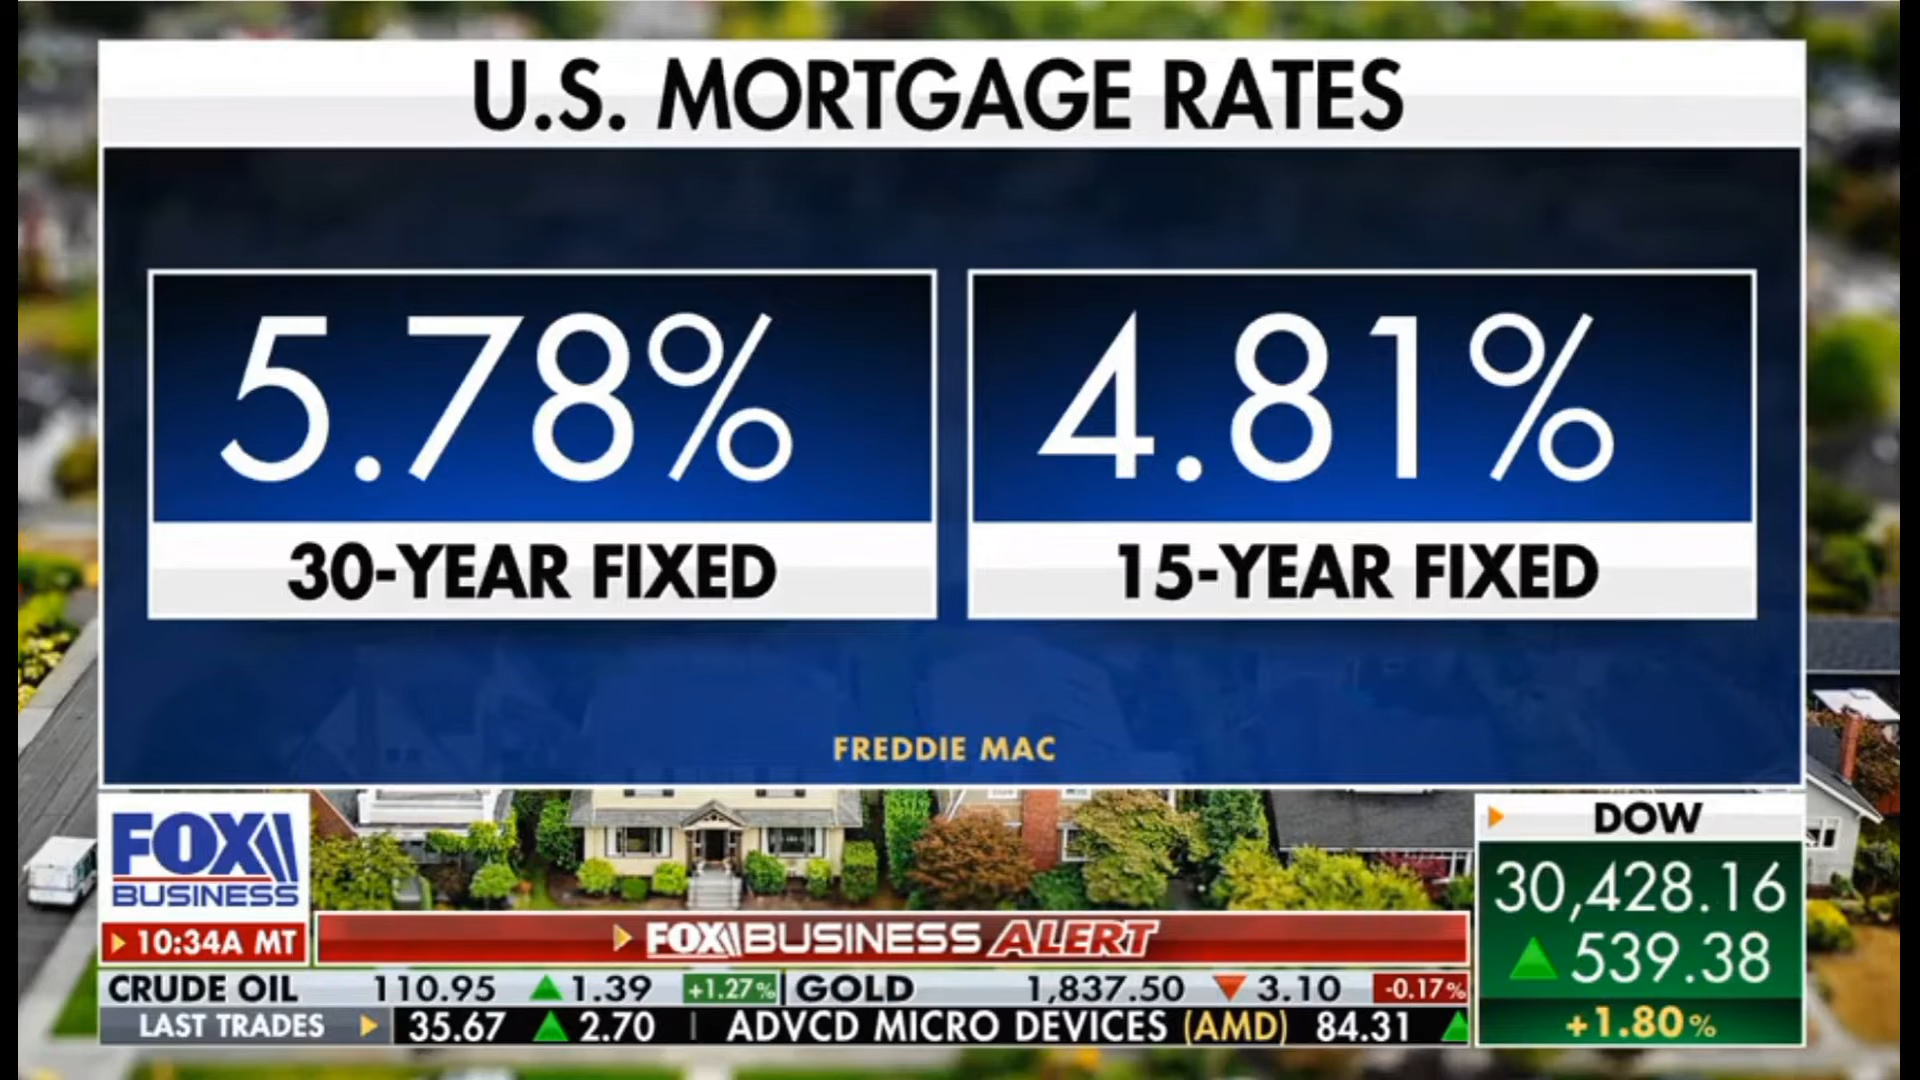 U.S. MORTGAGE RATES
5.78%
30-YEAR FIXED
4.81%
15-YEAR FIXED
FREDDIE MAC
FOX BUSINESS
10:34A MT
FOX BUSINESS ALERT
DOW
30,428.16
▲ 539.38
+1.80%
CRUDE OIL 110.95 ▲ 1.39 +1.27% GOLD 1,837.50 ▼ 3.10 -0.17%
LAST TRADES 35.67 ▲ 2.70 ADVCD MICRO DEVICES (AMD) 84.31 ▲